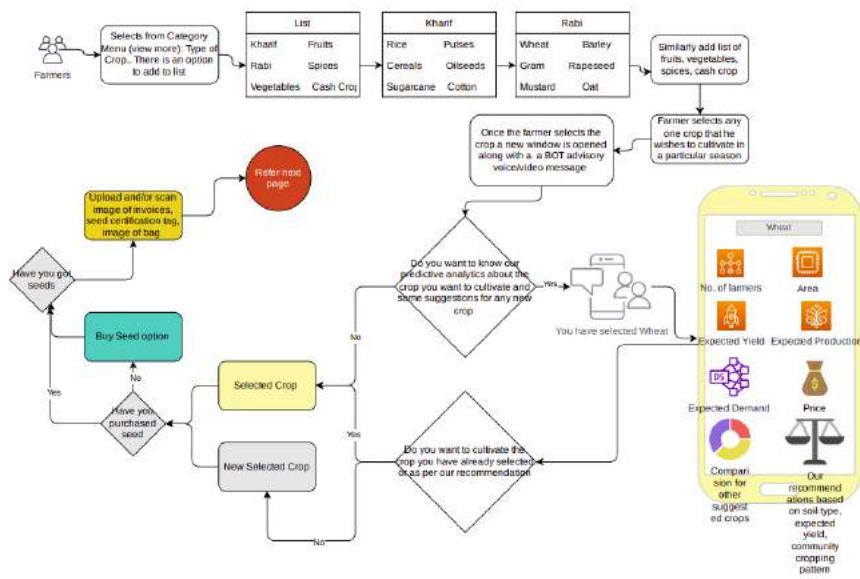 Farmers
Selects from Category
Menu (view more): Type of
Crop.. There is an option
to add to list
List
Kharif Fruits
Rabi Spices
Vegetables Cash Crop
Kharif
Rice Pulses
Cereals Oilseeds
Sugarcane Cotton
Rabi
Wheat Barley
Gram Rapeseed
Mustard Oat
Similarly add list of
fruits, vegetables,
spices, cash crop
Farmer selects any
one crop that he
wishes to cultivate in
a particular season
Once the farmer selects the
crop a new window is opened
along with a a BOT advisory
voice/video message
Do you want to know our
predictive analytics about the
crop you want to cultivate and
some suggestions for any new
crop
Yes
No
You have selected Wheat
Wheat
No. of farmers
Area
Expected Yield
Expected Production
DS
Expected Demand
Price
Compari
sion for
other
suggest
ed crops
Our
recommend
ations based
on soil type,
expected
yield,
community
cropping
pattern
Do you want to cultivate the
crop you have already selected
or as per our recommendation
Yes
No
Selected Crop
New Selected Crop
Have you
purchased
seed
No
Yes
Buy Seed option
Have you got
seeds
Upload and/or scan
image of invoices,
seed certification tag,
image of bag
Refer next
page